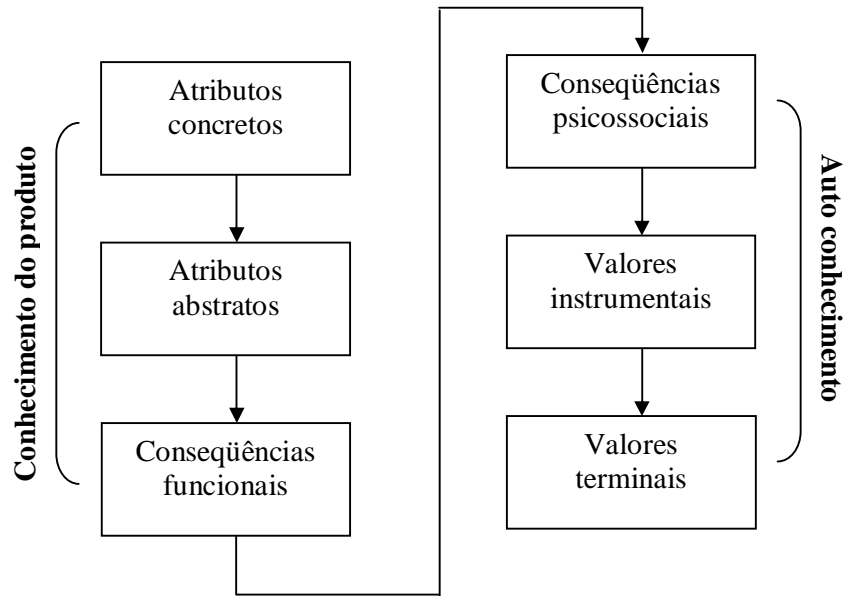 Conhecimento do produto
Atributos
concretos
Atributos
abstratos
Conseqüências
funcionais
Conseqüências
psicossociais
Valores
instrumentais
Valores
terminais
Auto conhecimento